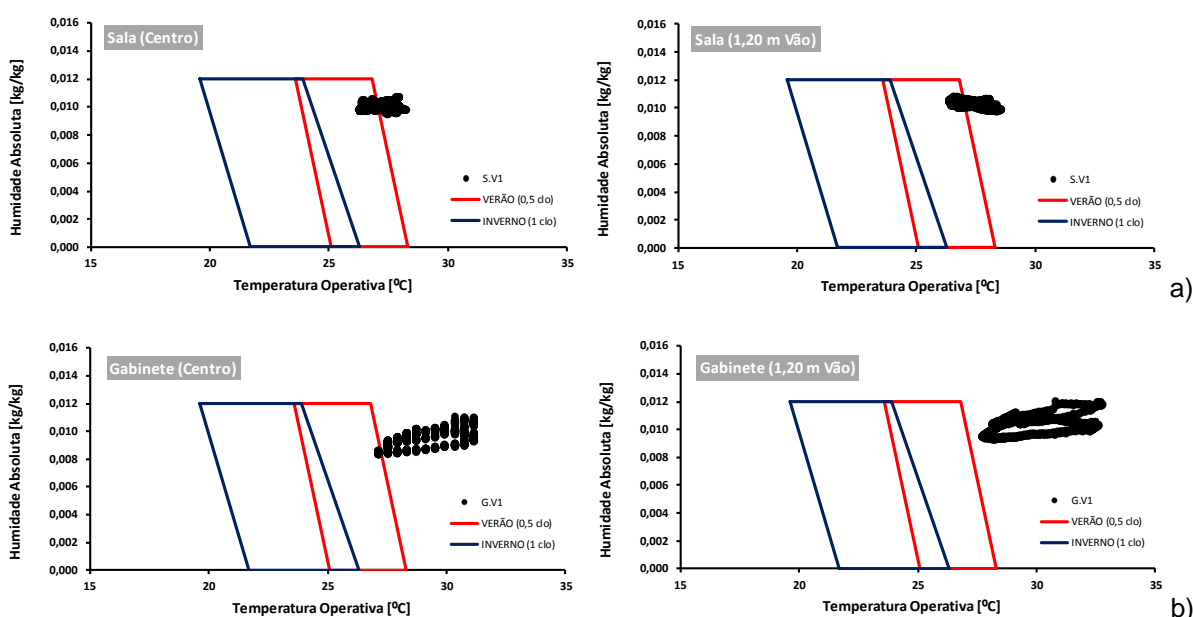 Sala (Centro)
Humidade Absoluta [kg/kg]
0,016
0,014
0,012
0,010
0,008
0,006
0,004
0,002
0,000
15 20 25 30 35
Temperatura Operativa [ºC]
S.V1
VERÃO (0,5 clo)
INVERNO (1 clo)
Sala (1,20 m Vão)
Humidade Absoluta [kg/kg]
0,016
0,014
0,012
0,010
0,008
0,006
0,004
0,002
0,000
15 20 25 30 35
Temperatura Operativa [ºC]
S.V1
VERÃO (0,5 clo)
INVERNO (1 clo)
a)
Gabinete (Centro)
Humidade Absoluta [kg/kg]
0,016
0,014
0,012
0,010
0,008
0,006
0,004
0,002
0,000
15 20 25 30 35
Temperatura Operativa [ºC]
G.V1
VERÃO (0,5 clo)
INVERNO (1 clo)
Gabinete (1,20 m Vão)
Humidade Absoluta [kg/kg]
0,016
0,014
0,012
0,010
0,008
0,006
0,004
0,002
0,000
15 20 25 30 35
Temperatura Operativa [ºC]
G.V1
VERÃO (0,5 clo)
INVERNO (1 clo)
b)